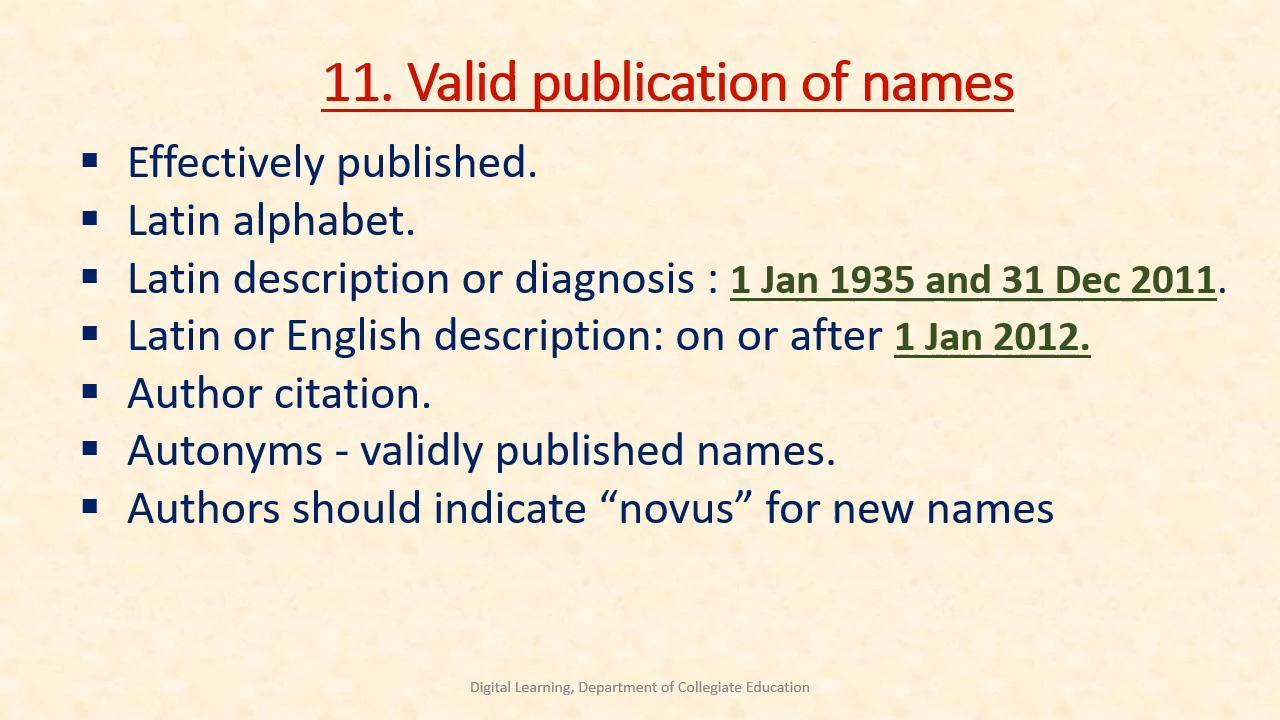 11. Valid publication of names
▪ Effectively published.
▪ Latin alphabet.
▪ Latin description or diagnosis : 1 Jan 1935 and 31 Dec 2011.
▪ Latin or English description: on or after 1 Jan 2012.
▪ Author citation.
▪ Autonyms - validly published names.
▪ Authors should indicate “novus” for new names
Digital Learning, Department of Collegiate Education